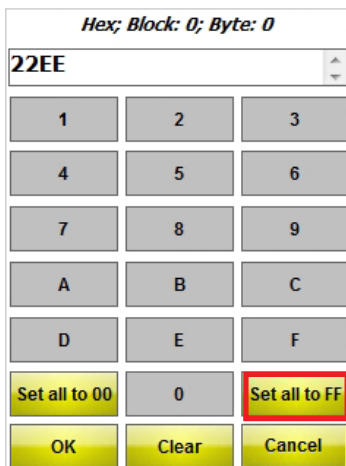 Hex; Block: 0; Byte: 0
22EE
1 2 3
4 5 6
7 8 9
A B C
D E F
Set all to 00 0 Set all to FF
OK Clear Cancel